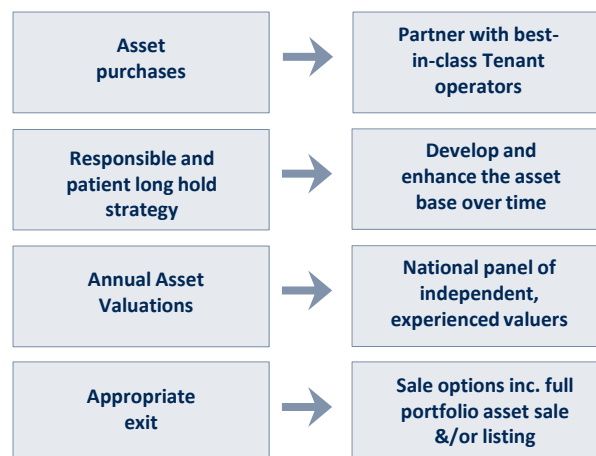 Asset
purchases
Partner with best-
in-class Tenant
operators
Responsible and
patient long hold
strategy
Develop and
enhance the asset
base over time
Annual Asset
Valuations
National panel of
independent,
experienced valuers
Appropriate
exit
Sale options inc. full
portfolio asset sale
&/or listing